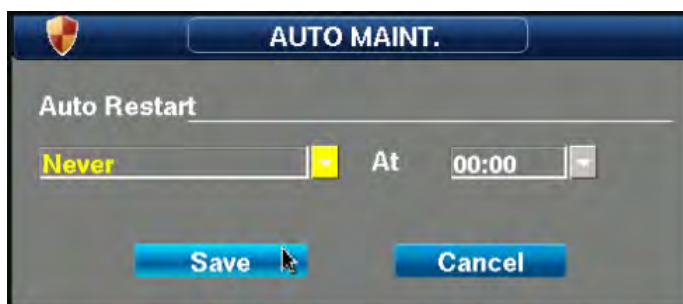 AUTO MAINT.
Auto Restart
Never At 00:00
Save Cancel